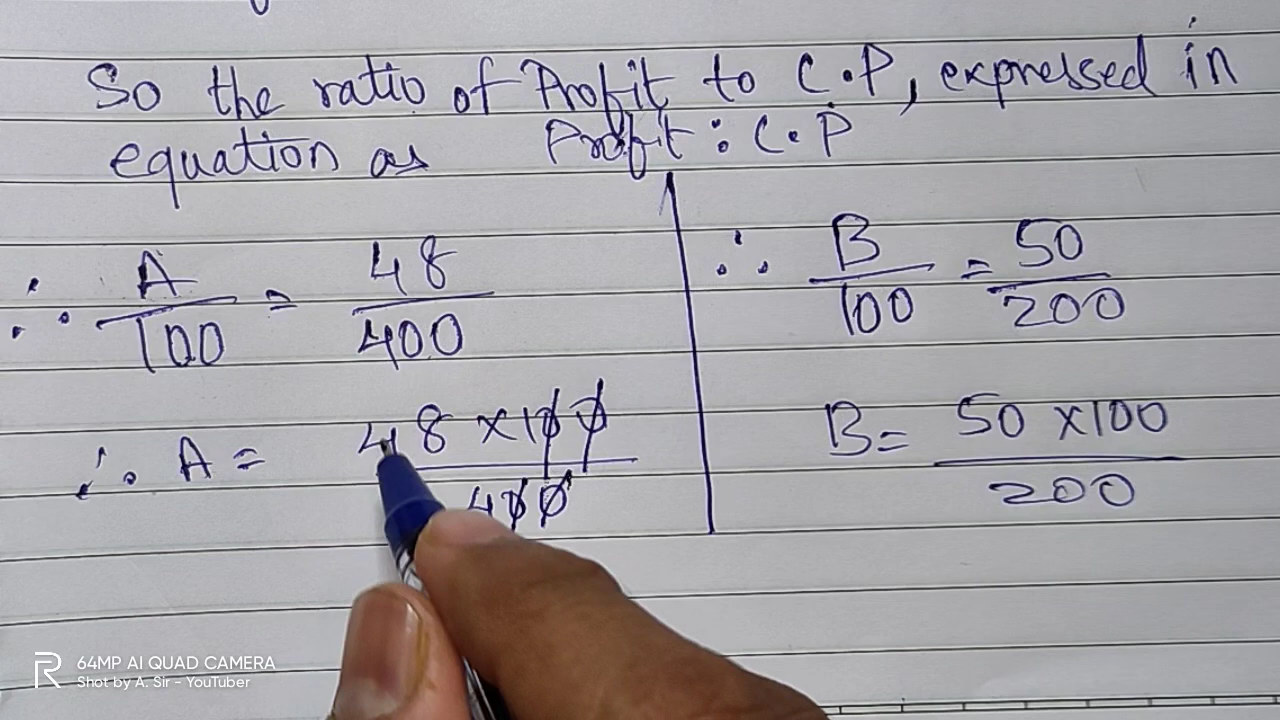 So the ratio of Profit to C.P, expressed in
equation as Profit : C.P
∴ A/100 = 48/400
∴ A = 48 × 100/400
∴ B/100 = 50/200
B = 50 × 100/200
64MP AI QUAD CAMERA
Shot by A. Sir - YouTuber